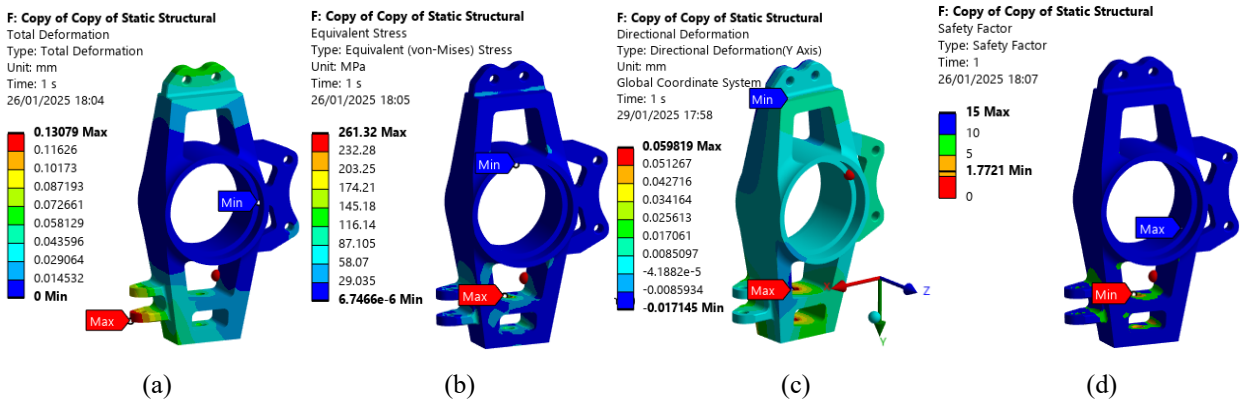 F: Copy of Copy of Static Structural
Total Deformation
Type: Total Deformation
Unit: mm
Time: 1 s
26/01/2025 18:04
0.13079 Max
0.11626
0.10173
0.087193
0.072661
0.058129
0.043596
0.029064
0.014532
0 Min
Min
Max
(a)
F: Copy of Copy of Static Structural
Equivalent Stress
Type: Equivalent (von-Mises) Stress
Unit: MPa
Time: 1 s
26/01/2025 18:05
261.32 Max
232.28
203.25
174.21
145.18
116.14
87.105
58.07
29.035
6.7466e-6 Min
Min
Max
(b)
F: Copy of Copy of Static Structural
Directional Deformation
Type: Directional Deformation(Y Axis)
Unit: mm
Global Coordinate System
Time: 1 s
29/01/2025 17:58
0.059819 Max
0.051267
0.042716
0.034164
0.025613
0.017061
0.0085097
-4.1882e-5
-0.0085934
-0.017145 Min
Min
Max
Z
Y
(c)
F: Copy of Copy of Static Structural
Safety Factor
Type: Safety Factor
Time: 1
26/01/2025 18:07
15 Max
10
5
1.7721 Min
0
Max
Min
(d)